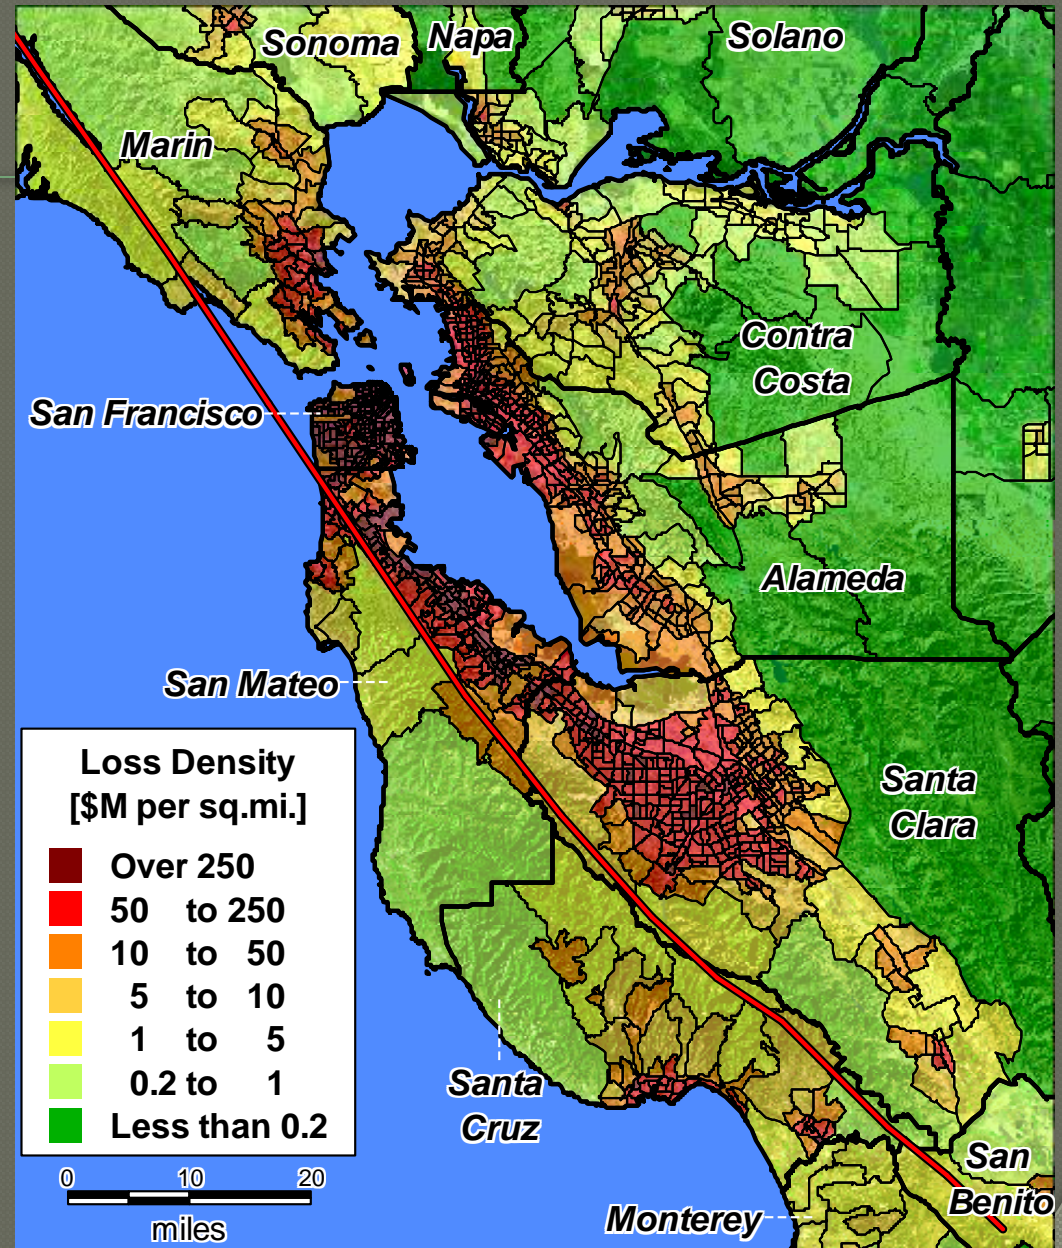 Sonoma
Napa
Solano
Marin
Contra
Costa
San Francisco
Alameda
San Mateo
Santa
Clara
Loss Density
[$M per sq.mi.]
Over 250
50 to 250
10 to 50
5 to 10
1 to 5
0.2 to 1
Less than 0.2
Santa
Cruz
San
Benito
Monterey
0 10 20
miles